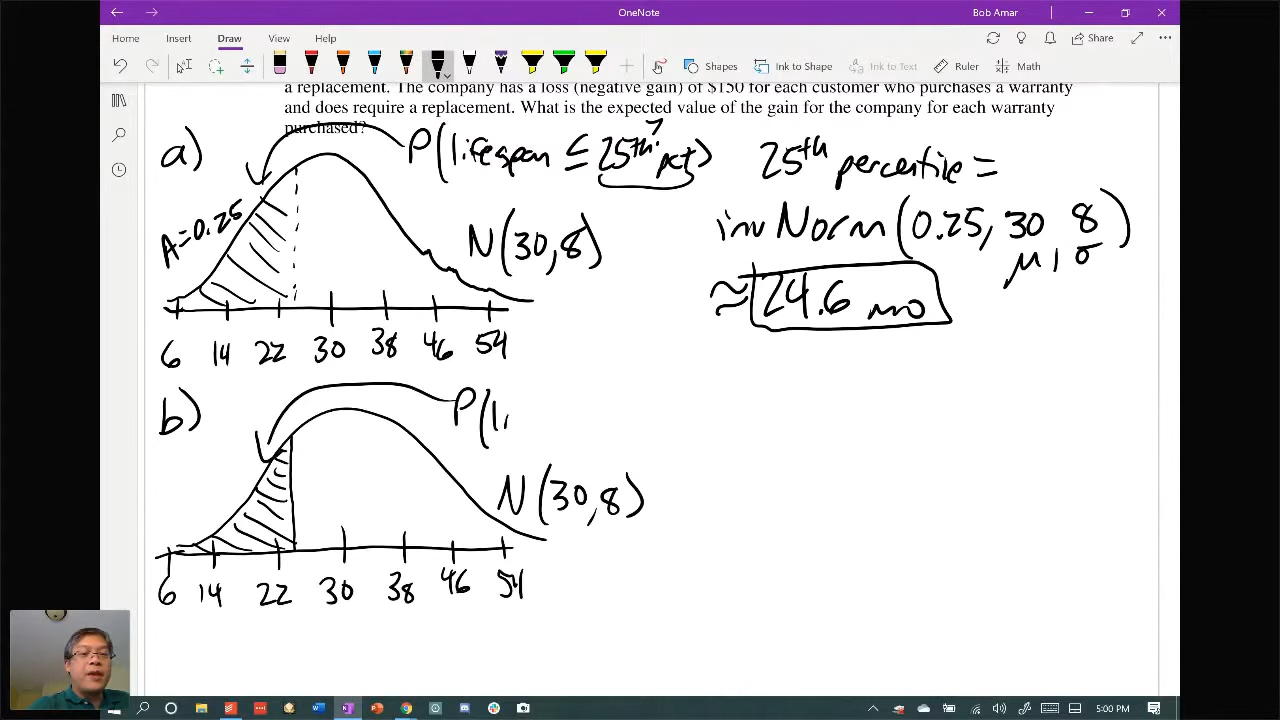 OneNote
Bob Amar
Home Insert Draw View Help
Share
Shapes Ink to Shape Ink to Text Ruler Math
a replacement. The company has a loss (negative gain) of $150 for each customer who purchases a warranty
and does require a replacement. What is the expected value of the gain for the company for each warranty
purchased?
a) P(lifespan ≤ 25th pct)
?
25th percentile =
A=0.25
N(30,8)
invNorm(0.25, 30 8)
μ, σ
≈ 24.6 mo
6 14 22 30 38 46 54
b) P(li
N(30,8)
6 14 22 30 38 46 54
5:00 PM